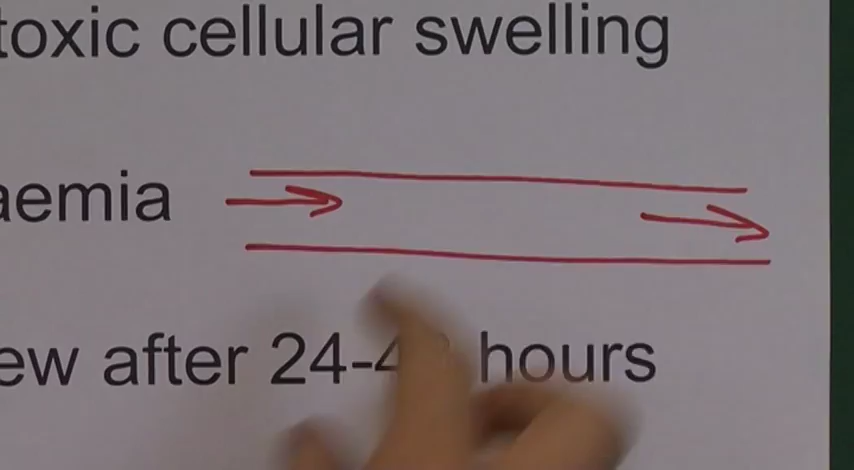 toxic cellular swelling
aemia
ew after 24-4 hours